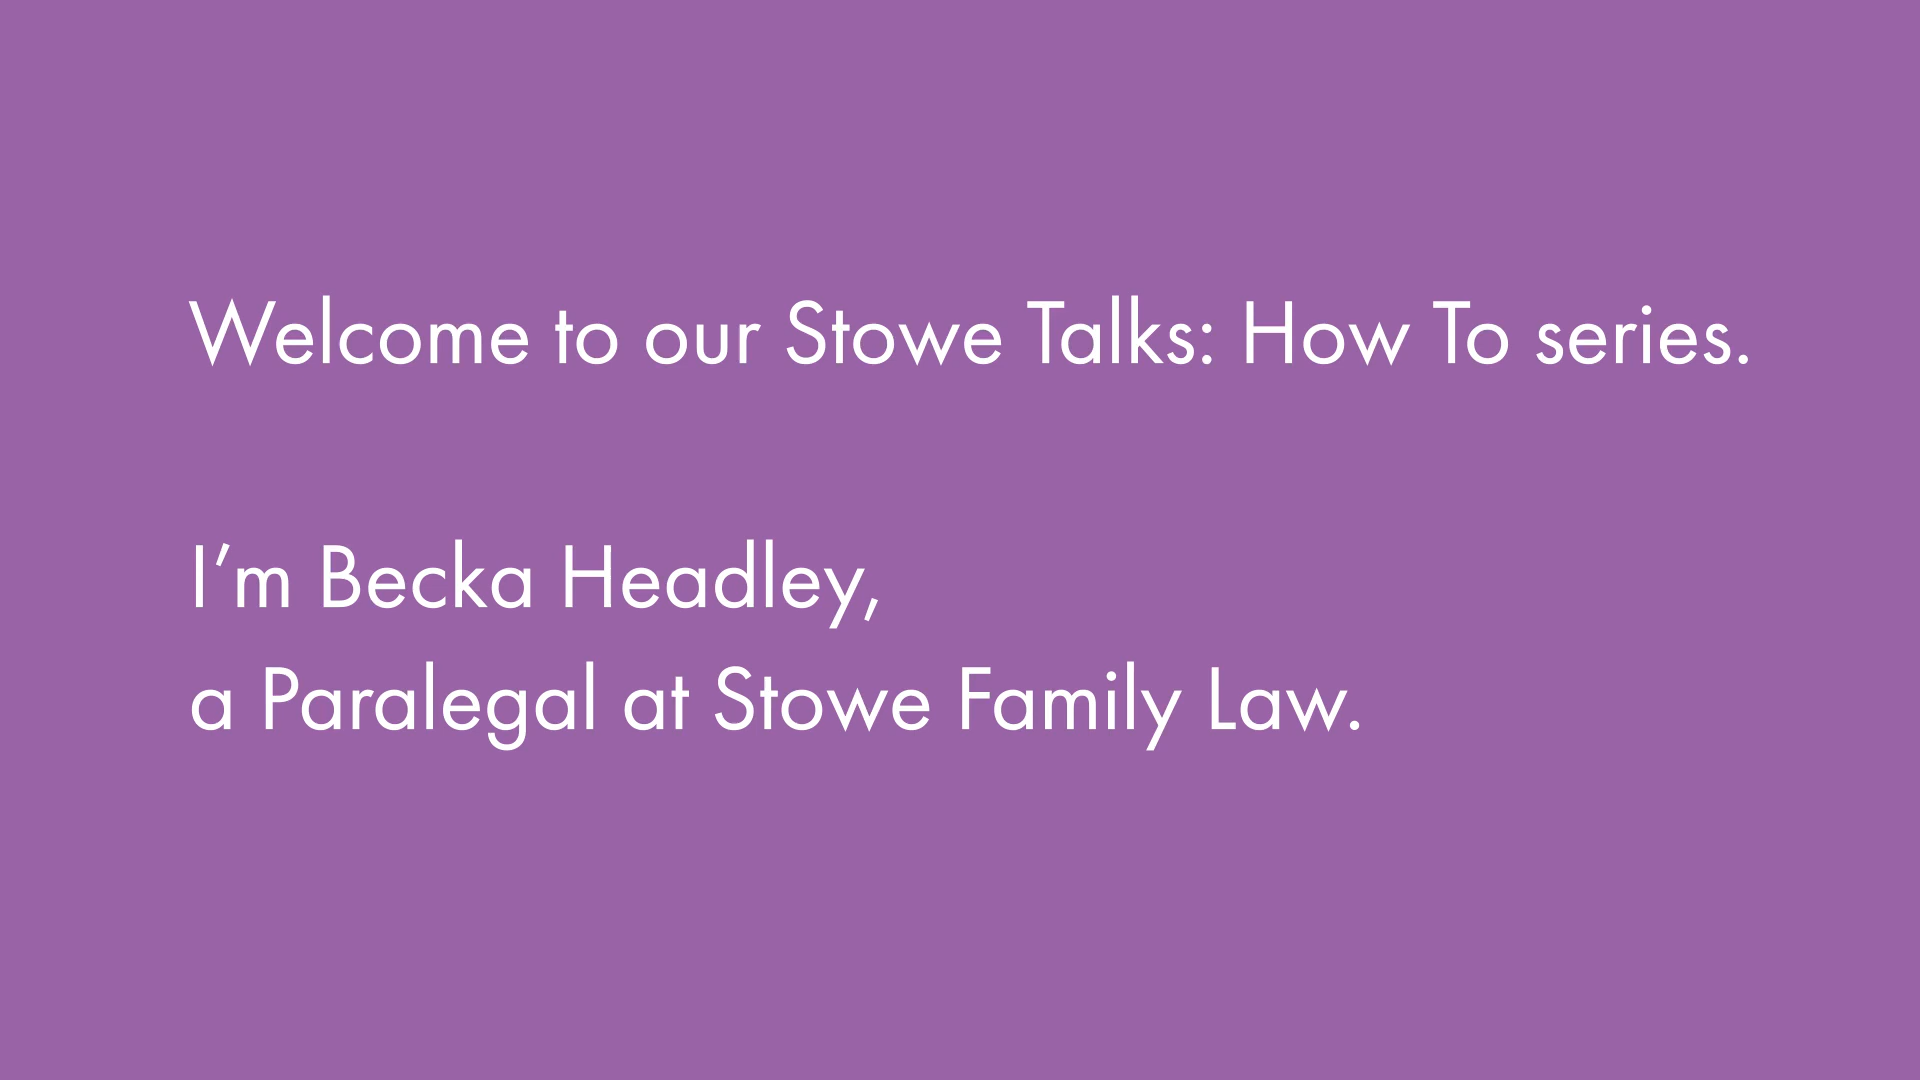 Welcome to our Stowe Talks: How To series.
I’m Becka Headley,
a Paralegal at Stowe Family Law.